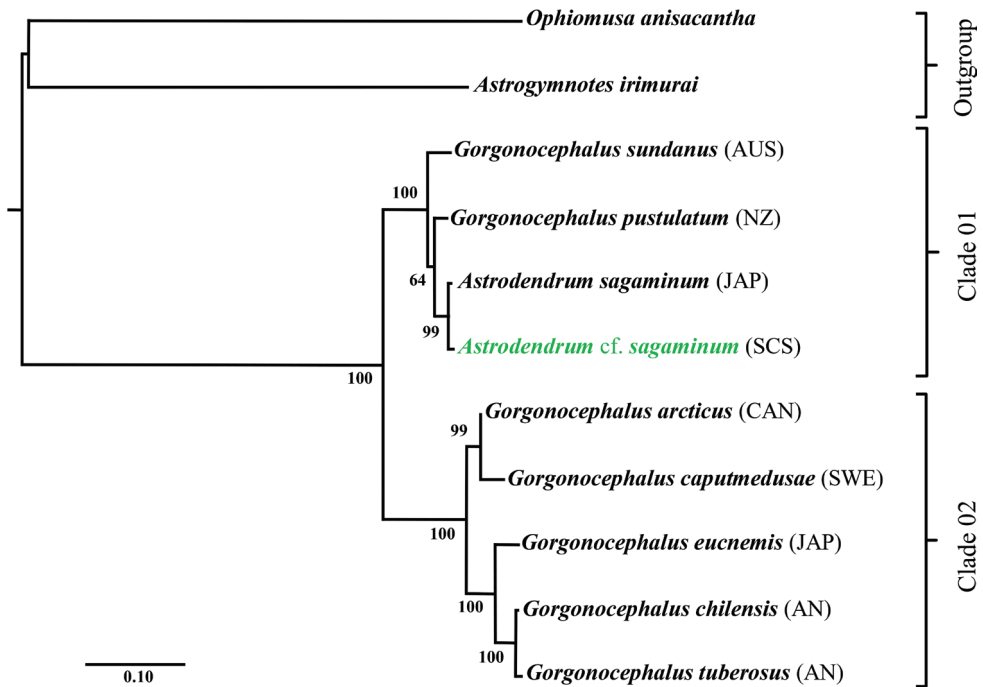 Ophiomusa anisacantha
Astrogymnotes irimurai
Outgroup
Gorgonocephalus sundanus (AUS)
100
Gorgonocephalus pustulatum (NZ)
64
Astrodendrum sagaminum (JAP)
99
Astrodendrum cf. sagaminum (SCS)
Clade 01
100
Gorgonocephalus arcticus (CAN)
99
Gorgonocephalus caputmedusae (SWE)
100
Gorgonocephalus eucnemis (JAP)
100
Gorgonocephalus chilensis (AN)
100
Gorgonocephalus tuberosus (AN)
Clade 02
0.10